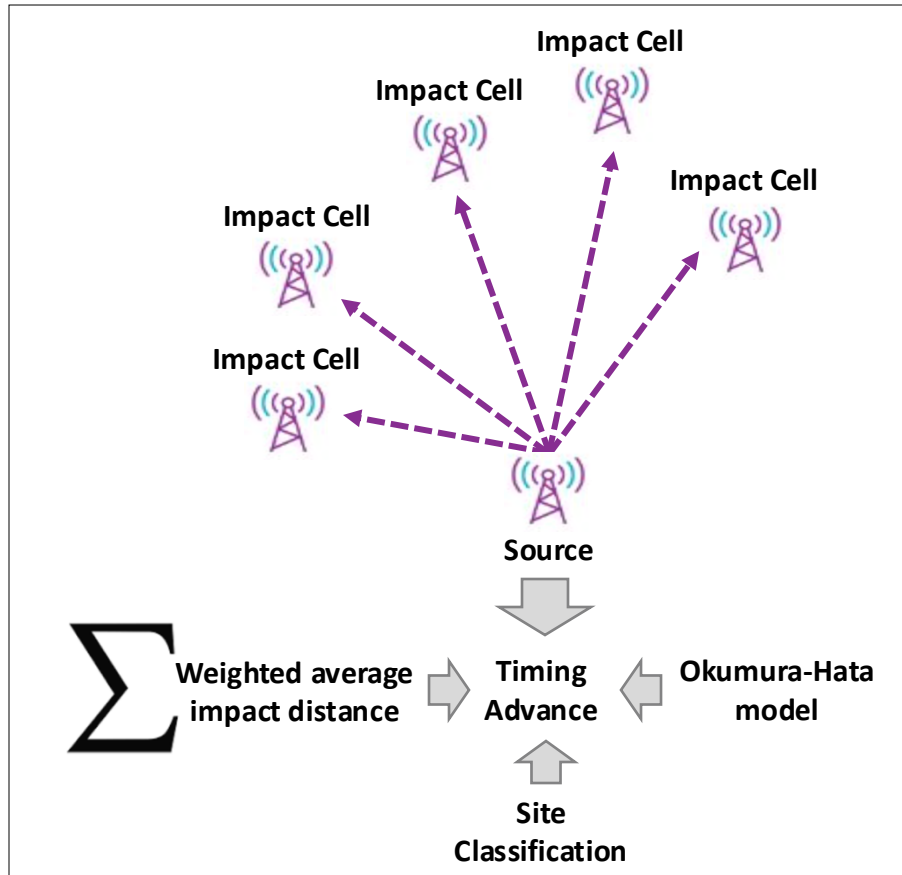 Impact Cell
Impact Cell
Impact Cell
Impact Cell
Impact Cell
Source
Σ
Weighted average
impact distance
Timing
Advance
Okumura-Hata
model
Site
Classification